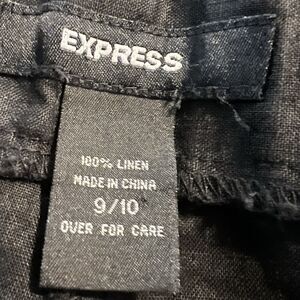 EXPRESS
100% LINEN
MADE IN CHINA
9/10
OVER FOR CARE